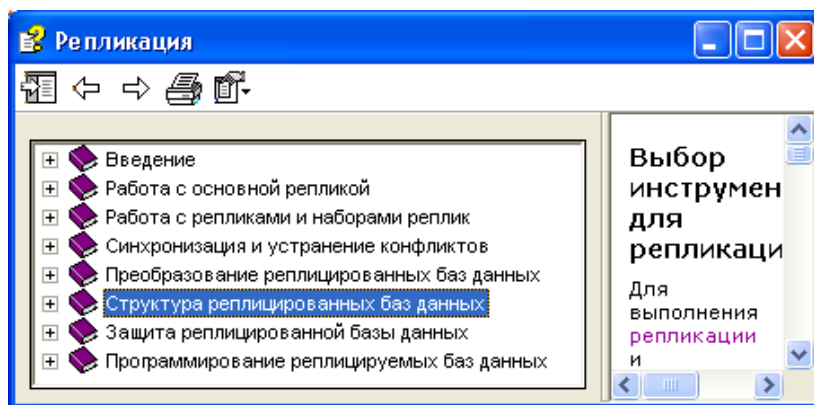 Репликация
Введение
Работа с основной репликой
Работа с репликами и наборами реплик
Синхронизация и устранение конфликтов
Преобразование реплицированных баз данных
Структура реплицированных баз данных
Защита реплицированной базы данных
Программирование реплицируемых баз данных
Выбор
инструмен
для
репликаци
Для
выполнения
репликации
и